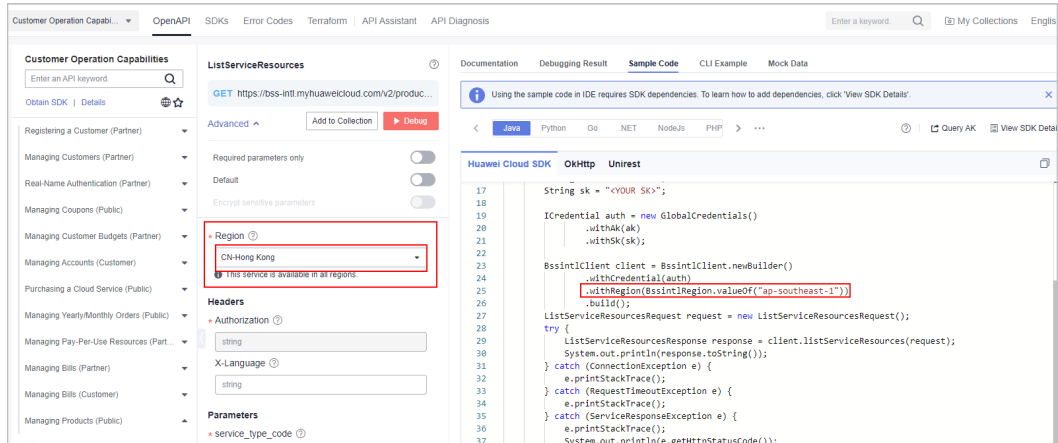 Customer Operation Capabi... OpenAPI SDKs Error Codes Terraform API Assistant API Diagnosis Enter a keyword. My Collections
Customer Operation Capabilities
Enter an API keyword.
Obtain SDK | Details
Registering a Customer (Partner)
Managing Customers (Partner)
Real-Name Authentication (Partner)
Managing Coupons (Public)
Managing Customer Budgets (Partner)
Managing Accounts (Customer)
Purchasing a Cloud Service (Public)
Managing Yearly/Monthly Orders (Public)
Managing Pay-Per-Use Resources (Part...
Managing Bills (Partner)
Managing Bills (Customer)
Managing Products (Public)
ListServiceResources
GET https://bss-intl.myhuaweicloud.com/v2/produc...
Advanced Add to Collection Debug
Required parameters only
Default
Encrypt sensitive parameters
* Region
CN-Hong Kong
This service is available in all regions.
Headers
* Authorization
string
X-Language
string
Parameters
* service_type_code
Documentation Debugging Result Sample Code CLI Example Mock Data
Using the sample code in IDE requires SDK dependencies. To learn how to add dependencies, click 'View SDK Details'.
Java Python Go .NET NodeJs PHP Query AK View SDK Detai
Huawei Cloud SDK OkHttp Unirest
17 String sk = "<YOUR SK>";
18
19 ICredential auth = new GlobalCredentials()
20 .withAk(ak)
21 .withSk(sk);
22
23 BssintlClient client = BssintlClient.newBuilder()
24 .withCredential(auth)
25 .withRegion(BssintlRegion.valueOf("ap-southeast-1"))
26 .build();
27 ListServiceResourcesRequest request = new ListServiceResourcesRequest();
28 try {
29 ListServiceResourcesResponse response = client.listServiceResources(request);
30 System.out.println(response.toString());
31 } catch (ConnectionException e) {
32 e.printStackTrace();
33 } catch (RequestTimeoutException e) {
34 e.printStackTrace();
35 } catch (ServiceResponseException e) {
36 e.printStackTrace();
37 System.out.println(e.getHttpStatusCode());